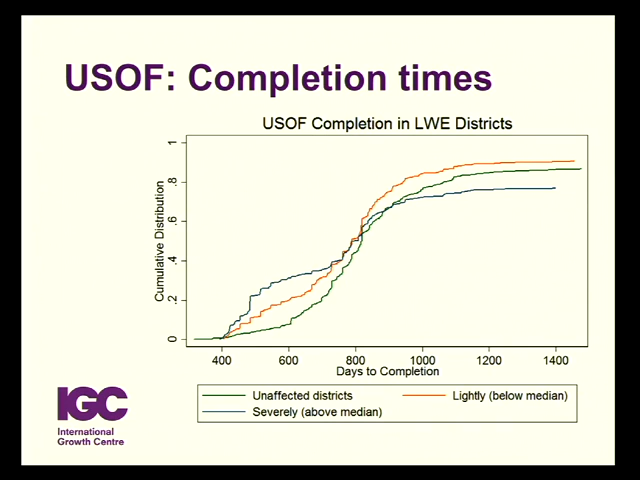 USOF: Completion times
USOF Completion in LWE Districts
Cumulative Distribution
1
.8
.6
.4
.2
0
400 600 800 1000 1200 1400
Days to Completion
Unaffected districts
Lightly (below median)
Severely (above median)
IGC
International
Growth Centre